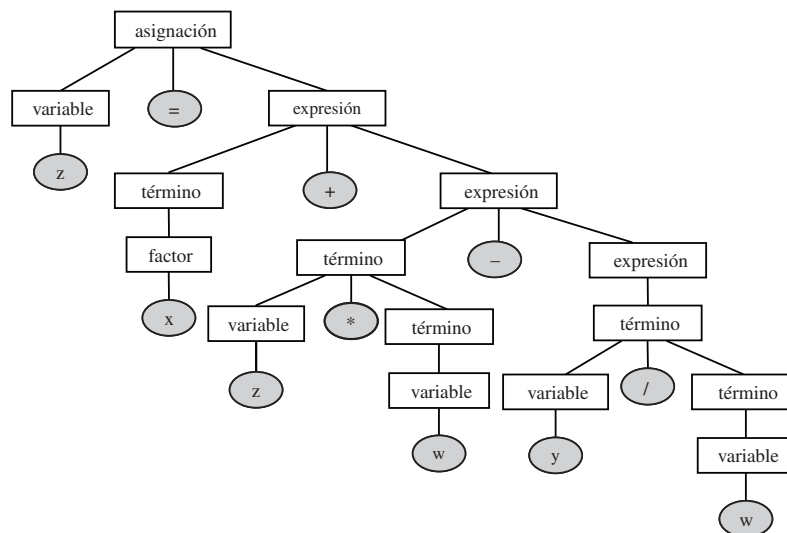 asignación
variable = expresión
z término + expresión
factor término − expresión
x variable * término término
z variable variable / término
w y variable
w